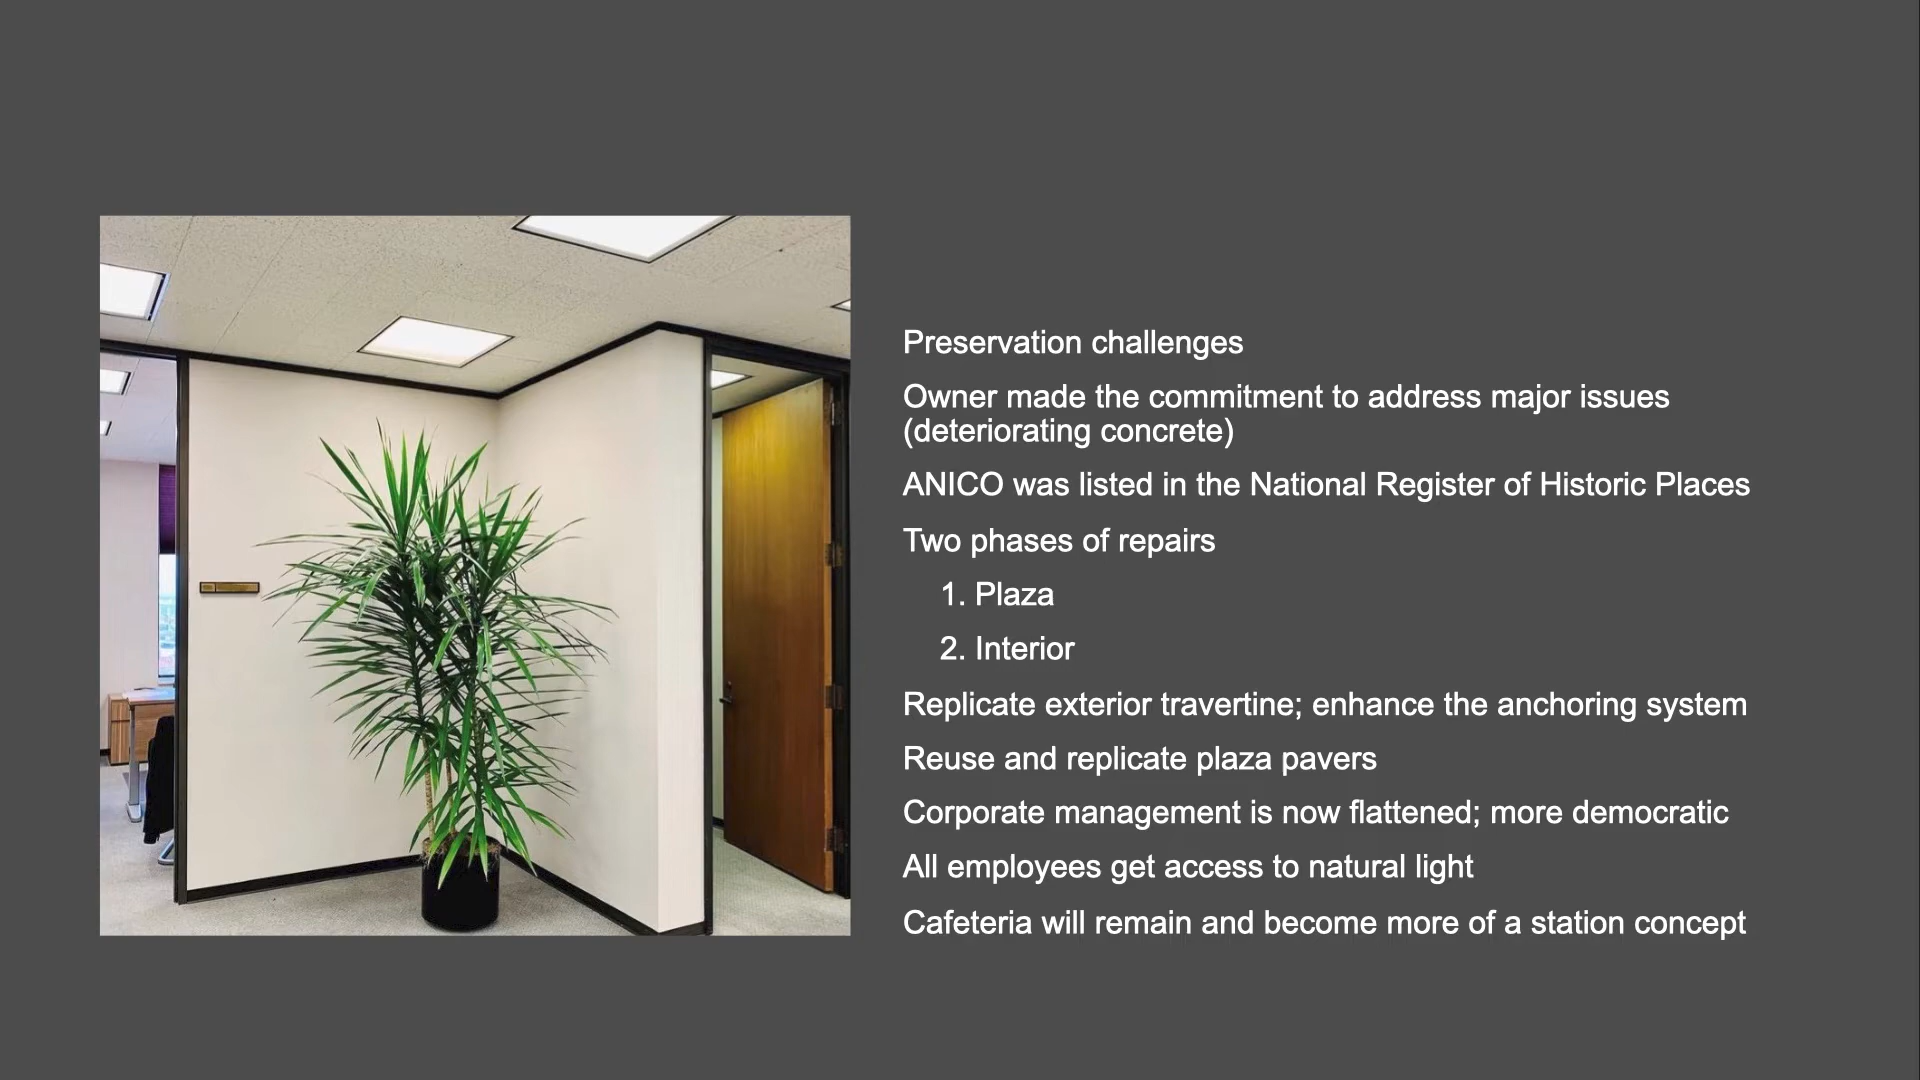 Preservation challenges
Owner made the commitment to address major issues
(deteriorating concrete)
ANICO was listed in the National Register of Historic Places
Two phases of repairs
1. Plaza
2. Interior
Replicate exterior travertine; enhance the anchoring system
Reuse and replicate plaza pavers
Corporate management is now flattened; more democratic
All employees get access to natural light
Cafeteria will remain and become more of a station concept